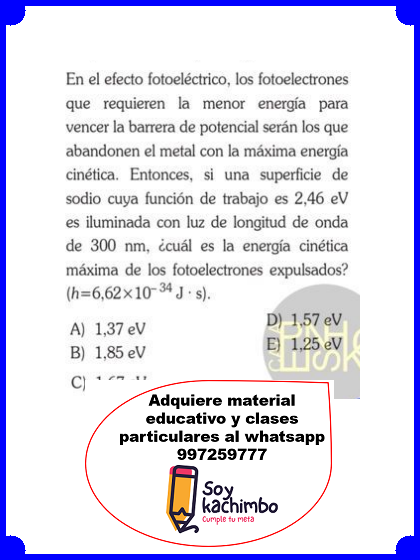 En el efecto fotoeléctrico, los fotoelectrones
que requieren la menor energía para
vencer la barrera de potencial serán los que
abandonen el metal con la máxima energía
cinética. Entonces, si una superficie de
sodio cuya función de trabajo es 2,46 eV
es iluminada con luz de longitud de onda
de 300 nm, ¿cuál es la energía cinética
máxima de los fotoelectrones expulsados?
(h=6,62×10⁻³⁴ J · s).
A) 1,37 eV
B) 1,85 eV
C)
D) 1,57 eV
E) 1,25 eV
Adquiere material
educativo y clases
particulares al whatsapp
997259777
Soy
kachimbo
Cumple tu meta